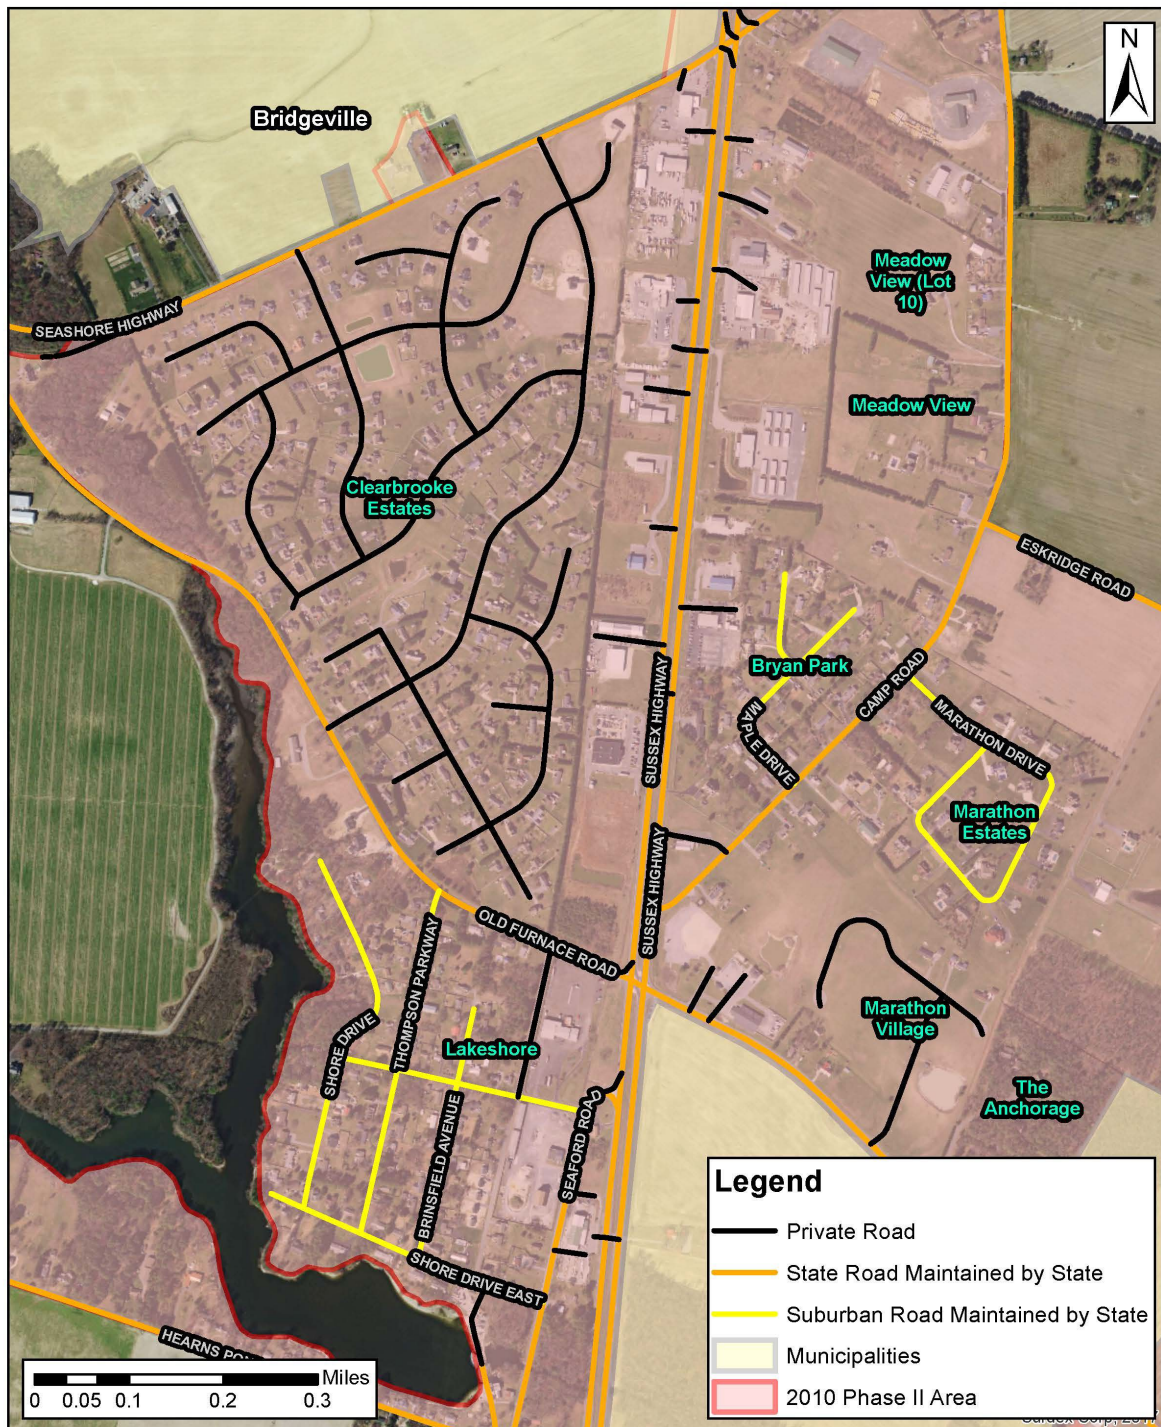 N
Bridgeville
SEASHORE HIGHWAY
Meadow
View (Lot
10)
Meadow View
Clearbrooke
Estates
ESKRIDGE ROAD
Bryan Park
CAMP ROAD
SUSSEX HIGHWAY
MAPLE DRIVE
MARATHON DRIVE
Marathon
Estates
SUSSEX HIGHWAY
OLD FURNACE ROAD
THOMPSON PARKWAY
SHORE DRIVE
Lakeshore
Marathon
Village
The
Anchorage
SEAFORD ROAD
BRINSFIELD AVENUE
SHORE DRIVE EAST
HEARNS
Legend
Private Road
State Road Maintained by State
Suburban Road Maintained by State
Municipalities
2010 Phase II Area
Miles
0 0.05 0.1 0.2 0.3